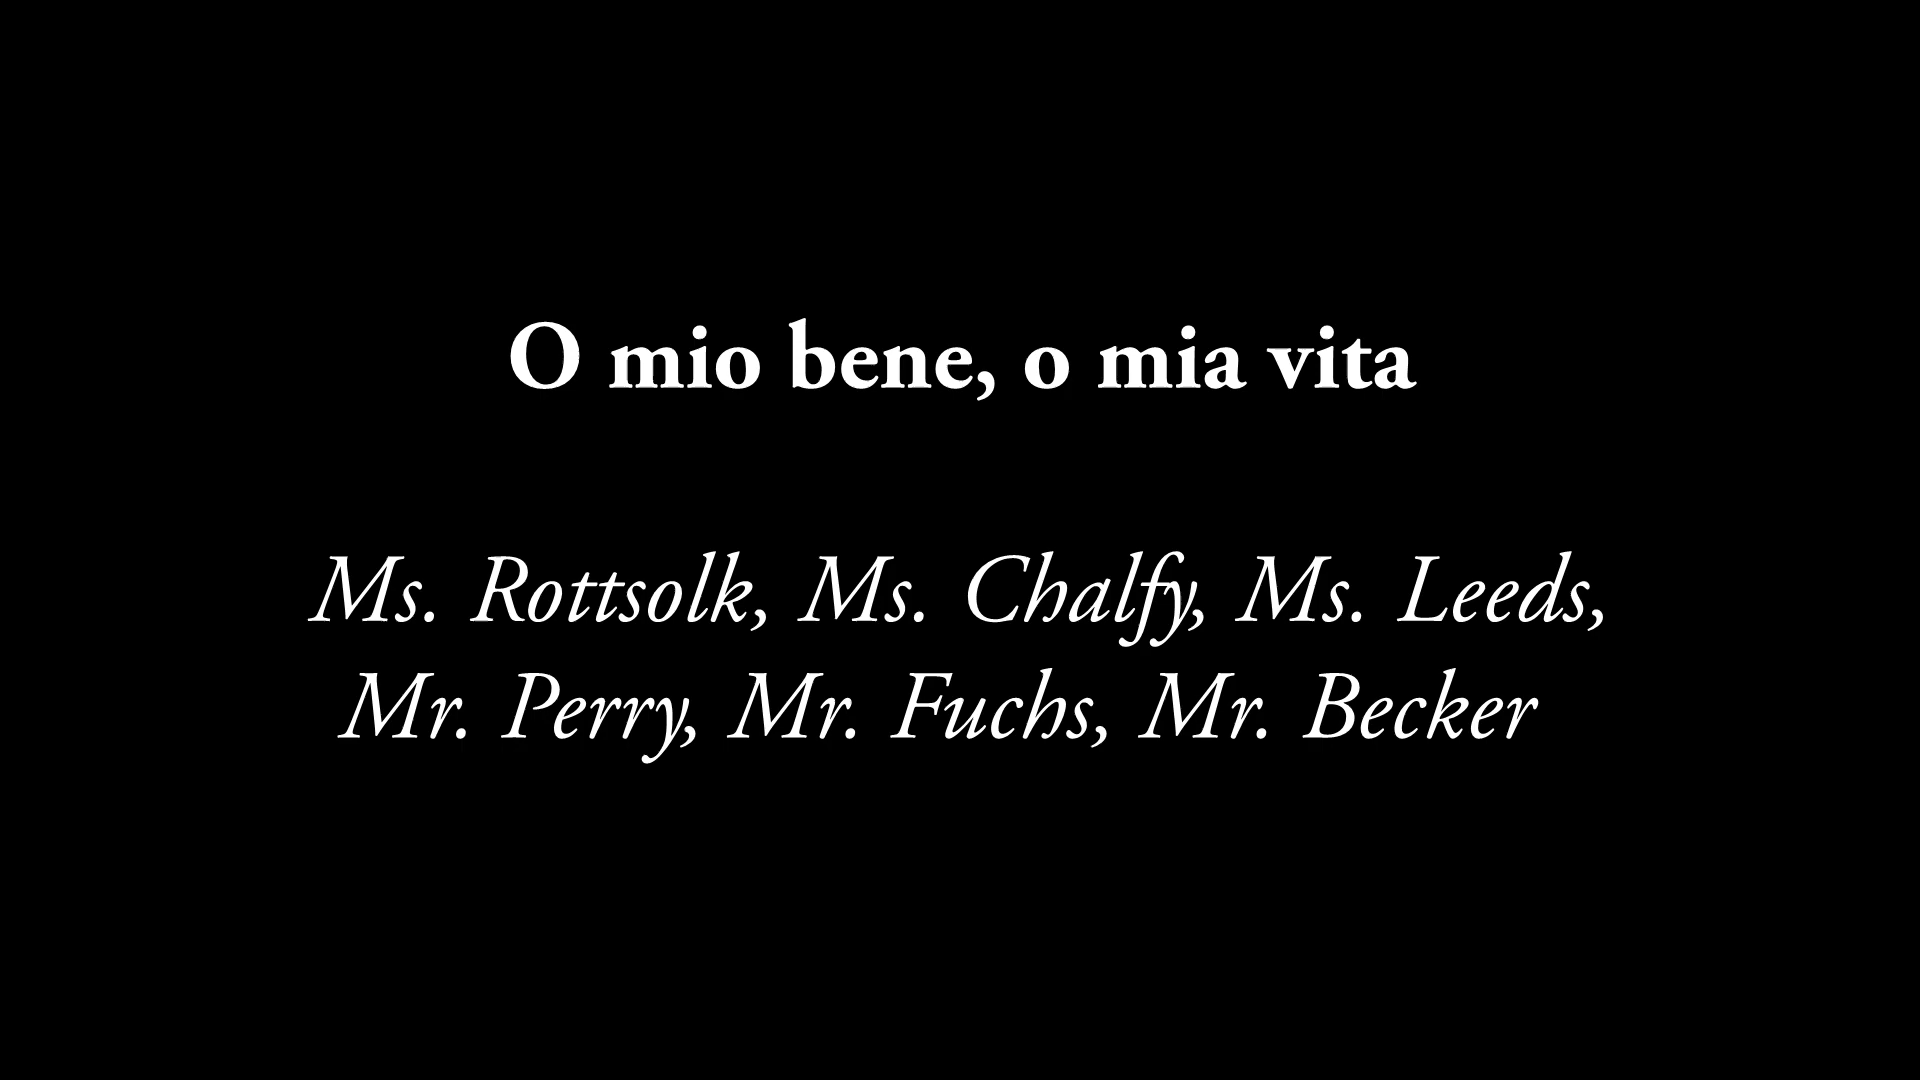 O mio bene, o mia vita
Ms. Rottsolk, Ms. Chalfy, Ms. Leeds,
Mr. Perry, Mr. Fuchs, Mr. Becker